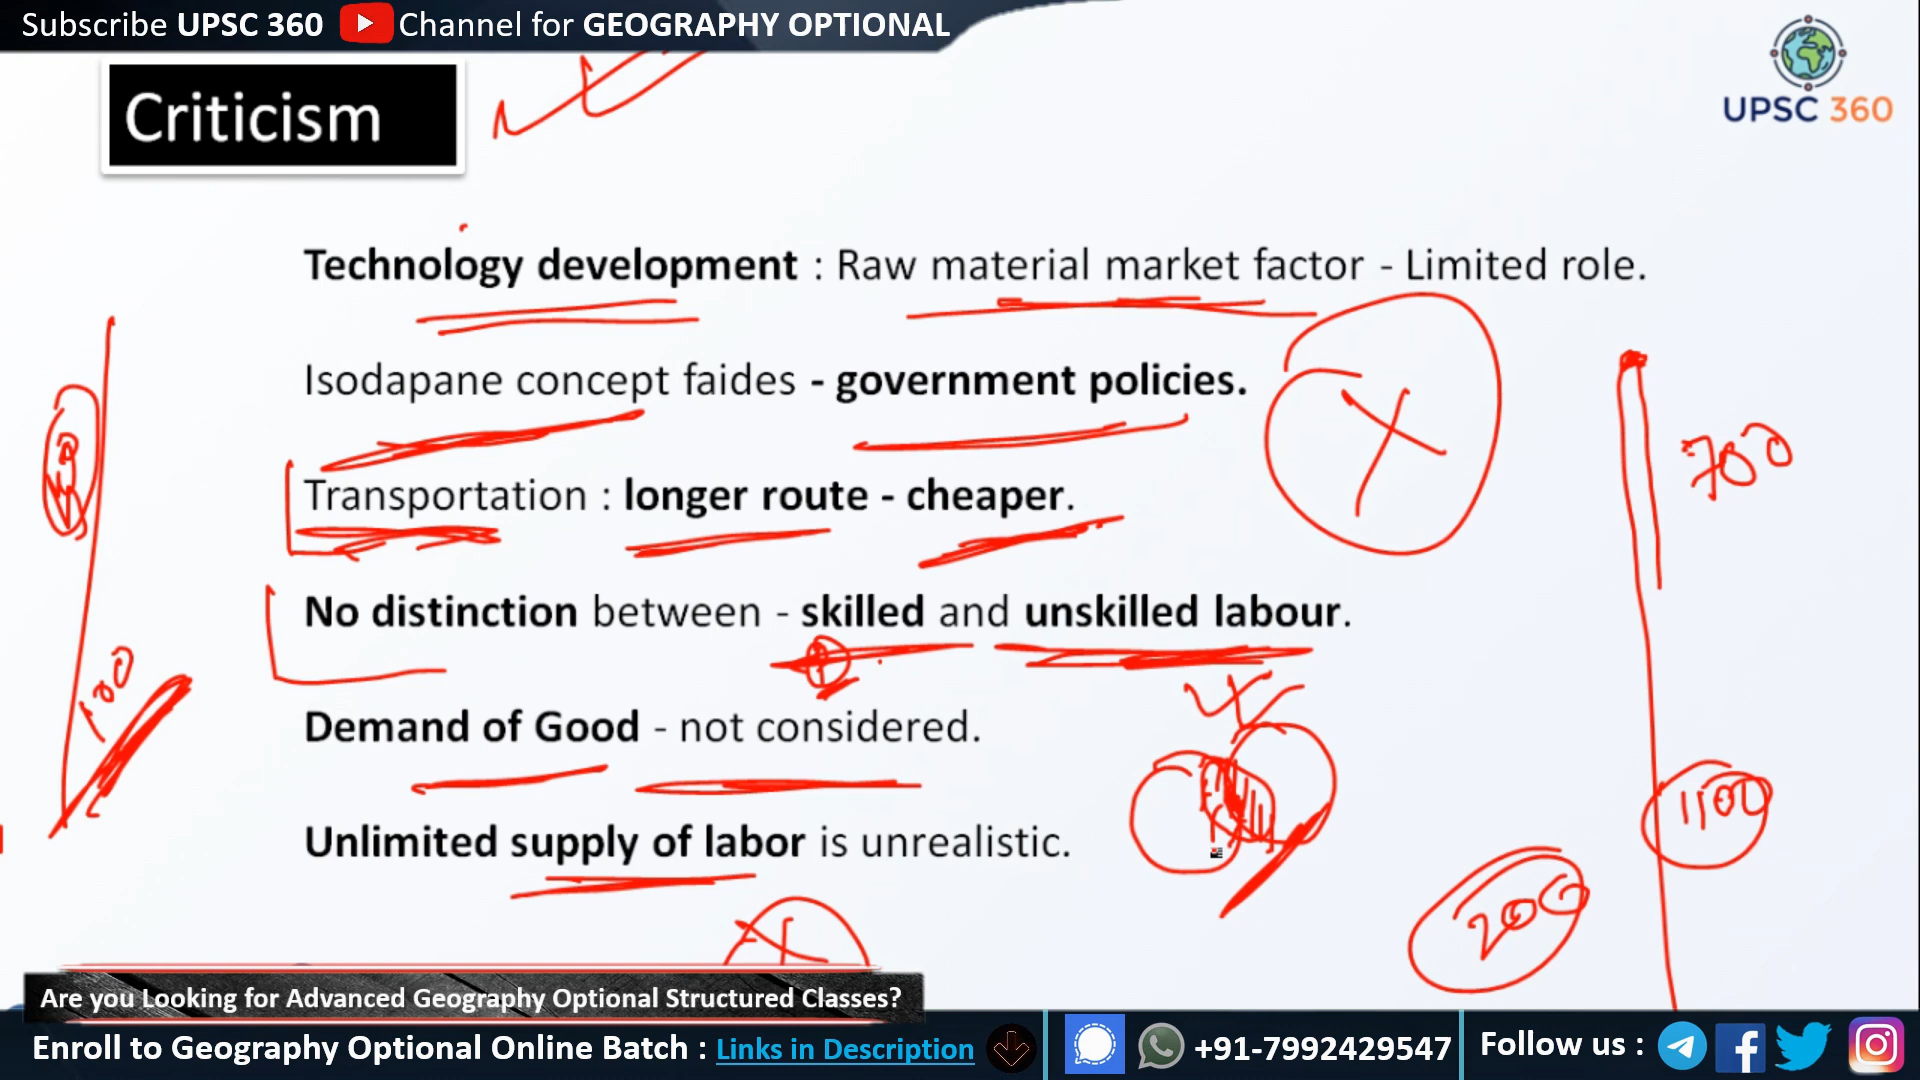 Subscribe UPSC 360 Channel for GEOGRAPHY OPTIONAL
UPSC 360
Criticism
Technology development : Raw material market factor - Limited role.
Isodapane concept faides - government policies.
700
Transportation : longer route - cheaper.
No distinction between - skilled and unskilled labour.
100
Demand of Good - not considered.
1100
Unlimited supply of labor is unrealistic.
200
Are you Looking for Advanced Geography Optional Structured Classes?
Enroll to Geography Optional Online Batch : Links in Description
+91-7992429547
Follow us :